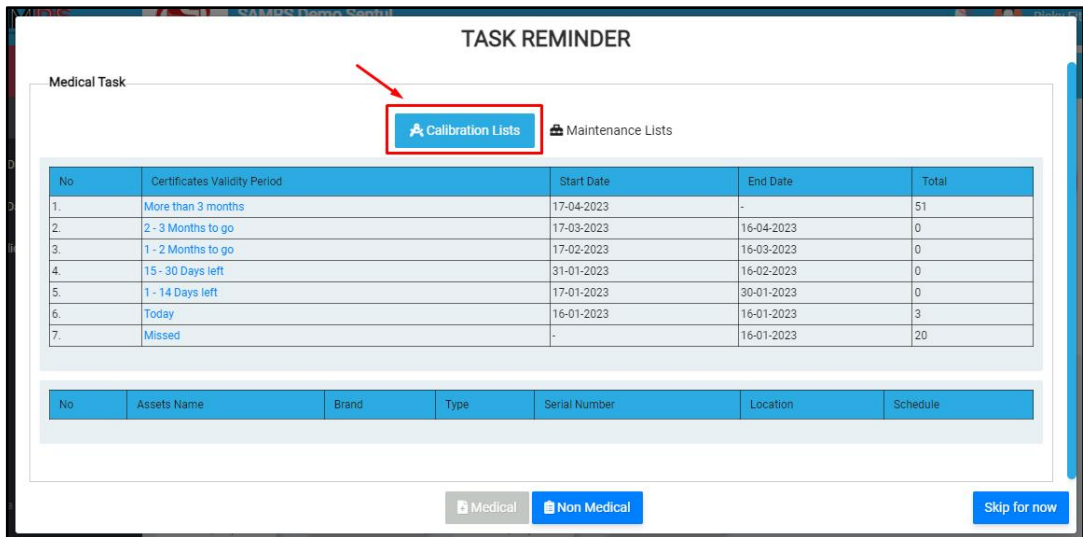 SAMRS Demo Sentul
TASK REMINDER
Medical Task
Calibration Lists Maintenance Lists
No Certificates Validity Period Start Date End Date Total
1. More than 3 months 17-04-2023 - 51
2. 2 - 3 Months to go 17-03-2023 16-04-2023 0
3. 1 - 2 Months to go 17-02-2023 16-03-2023 0
4. 15 - 30 Days left 31-01-2023 16-02-2023 0
5. 1 - 14 Days left 17-01-2023 30-01-2023 0
6. Today 16-01-2023 16-01-2023 3
7. Missed - 16-01-2023 20
No Assets Name Brand Type Serial Number Location Schedule
Medical Non Medical Skip for now